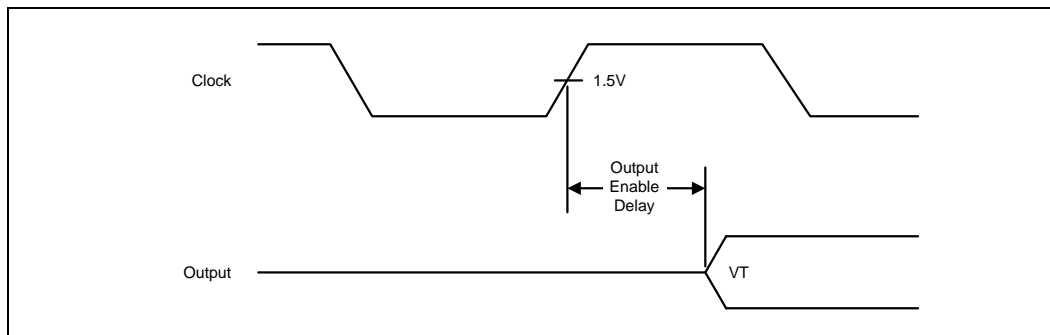 Clock
1.5V
Output
Enable
Delay
Output
VT